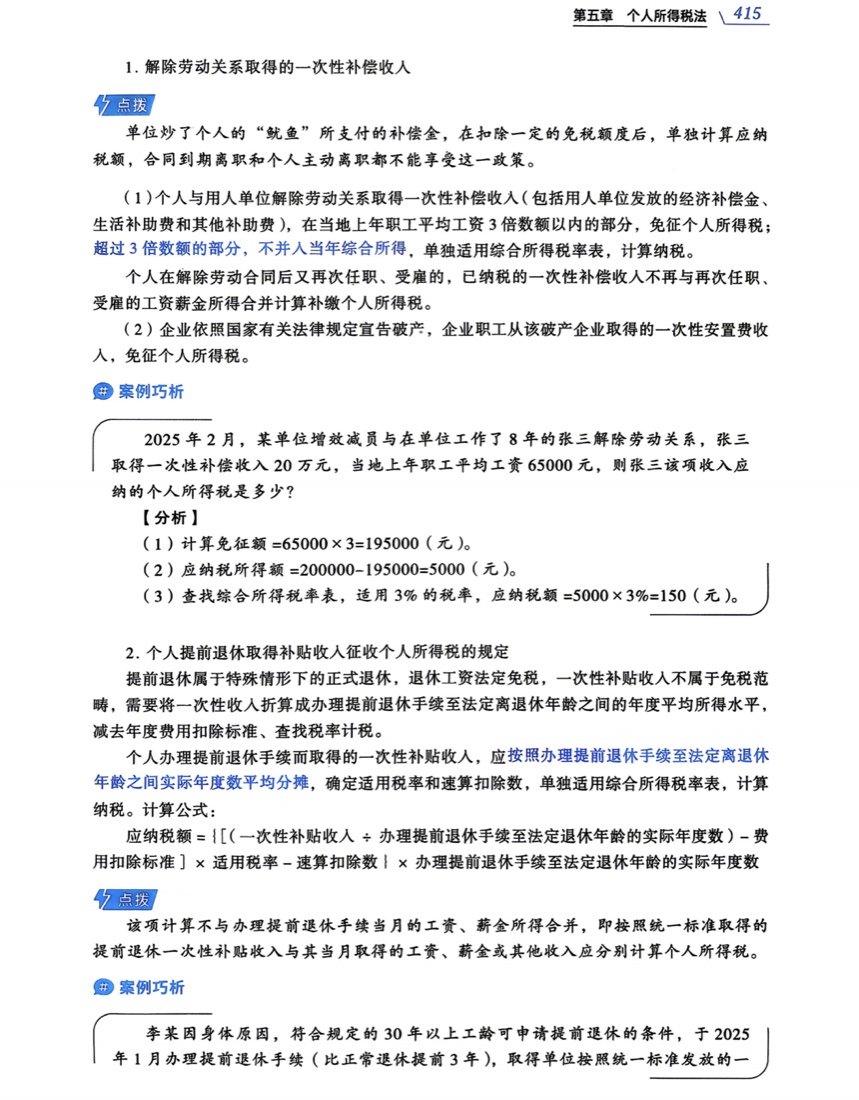 第五章 个人所得税法 415
1. 解除劳动关系取得的一次性补偿收入
点拨
单位炒了个人的“鱿鱼”所支付的补偿金，在扣除一定的免税额度后，单独计算应纳
税额，合同到期离职和个人主动离职都不能享受这一政策。
（1）个人与用人单位解除劳动关系取得一次性补偿收入（包括用人单位发放的经济补偿金、
生活补助费和其他补助费），在当地上年职工平均工资 3 倍数额以内的部分，免征个人所得税；
超过 3 倍数额的部分，不并入当年综合所得，单独适用综合所得税率表，计算纳税。
个人在解除劳动合同后又再次任职、受雇的，已纳税的一次性补偿收入不再与再次任职、
受雇的工资薪金所得合并计算补缴个人所得税。
（2）企业依照国家有关法律规定宣告破产，企业职工从该破产企业取得的一次性安置费收
入，免征个人所得税。
# 案例巧析
2025 年 2 月，某单位增效减员与在单位工作了 8 年的张三解除劳动关系，张三
取得一次性补偿收入 20 万元，当地上年职工平均工资 65000 元，则张三该项收入应
纳的个人所得税是多少？
【分析】
（1）计算免征额 =65000×3=195000（元）。
（2）应纳税所得额 =200000-195000=5000（元）。
（3）查找综合所得税率表，适用 3% 的税率，应纳税额 =5000×3%=150（元）。
2. 个人提前退休取得补贴收入征收个人所得税的规定
提前退休属于特殊情形下的正式退休，退休工资法定免税，一次性补贴收入不属于免税范
畴，需要将一次性收入折算成办理提前退休手续至法定离退休年龄之间的年度平均所得水平，
减去年度费用扣除标准、查找税率计税。
个人办理提前退休手续而取得的一次性补贴收入，应按照办理提前退休手续至法定离退休
年龄之间实际年度数平均分摊，确定适用税率和速算扣除数，单独适用综合所得税率表，计算
纳税。计算公式：
应纳税额 = {[（一次性补贴收入 ÷ 办理提前退休手续至法定退休年龄的实际年度数）- 费
用扣除标准 ] × 适用税率 - 速算扣除数 } × 办理提前退休手续至法定退休年龄的实际年度数
点拨
该项计算不与办理提前退休手续当月的工资、薪金所得合并，即按照统一标准取得的
提前退休一次性补贴收入与其当月取得的工资、薪金或其他收入应分别计算个人所得税。
# 案例巧析
李某因身体原因，符合规定的 30 年以上工龄可申请提前退休的条件，于 2025
年 1 月办理提前退休手续（比正常退休提前 3 年），取得单位按照统一标准发放的一